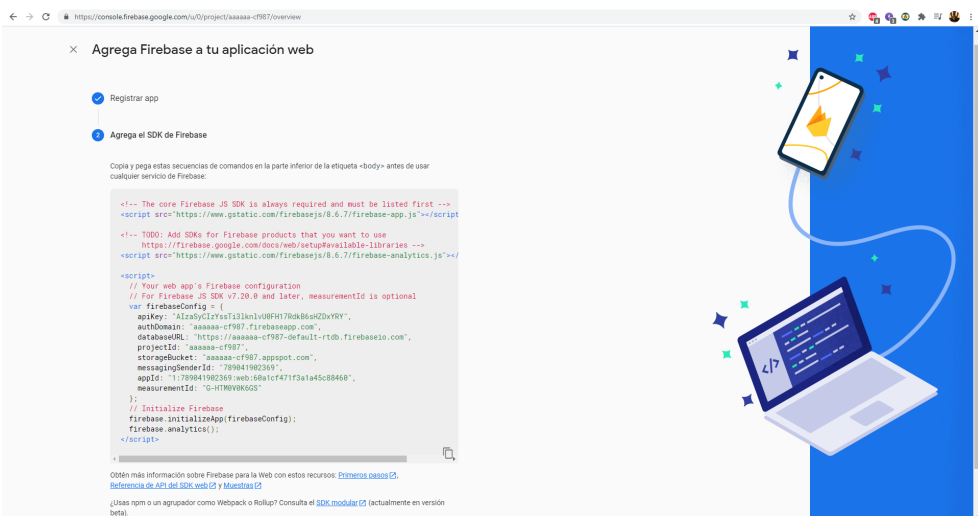 https://console.firebase.google.com/u/0/project/aaaaaa-cf987/overview
Agrega Firebase a tu aplicación web
Registrar app
2 Agrega el SDK de Firebase
Copia y pega estas secuencias de comandos en la parte inferior de la etiqueta <body> antes de usar
cualquier servicio de Firebase:
<!-- The core Firebase JS SDK is always required and must be listed first -->
<script src="https://www.gstatic.com/firebasejs/8.6.7/firebase-app.js"></script
<!-- TODO: Add SDKs for Firebase products that you want to use
https://firebase.google.com/docs/web/setup#available-libraries -->
<script src="https://www.gstatic.com/firebasejs/8.6.7/firebase-analytics.js"></
<script>
// Your web app's Firebase configuration
// For Firebase JS SDK v7.20.0 and later, measurementId is optional
var firebaseConfig = {
apiKey:
authDomain: "aaaaaa-cf987.firebaseapp.com",
databaseURL: "https://aaaaaa-cf987-default-rtdb.firebaseio.com",
projectId: "aaaaaa-cf987",
storageBucket: "aaaaaa-cf987.appspot.com",
messagingSenderId: "789041902369",
appId: "1:789041902369:web:60a1cf471f3a1a45c88460",
measurementId: "G-HTM0V0K6GS"
};
// Initialize Firebase
firebase.initializeApp(firebaseConfig);
firebase.analytics();
</script>
Obtén más información sobre Firebase para la Web con estos recursos: Primeros pasos,
Referencia de API del SDK web y Muestras
¿Usas npm o un agrupador como Webpack o Rollup? Consulta el SDK modular (actualmente en versión
beta).
</>